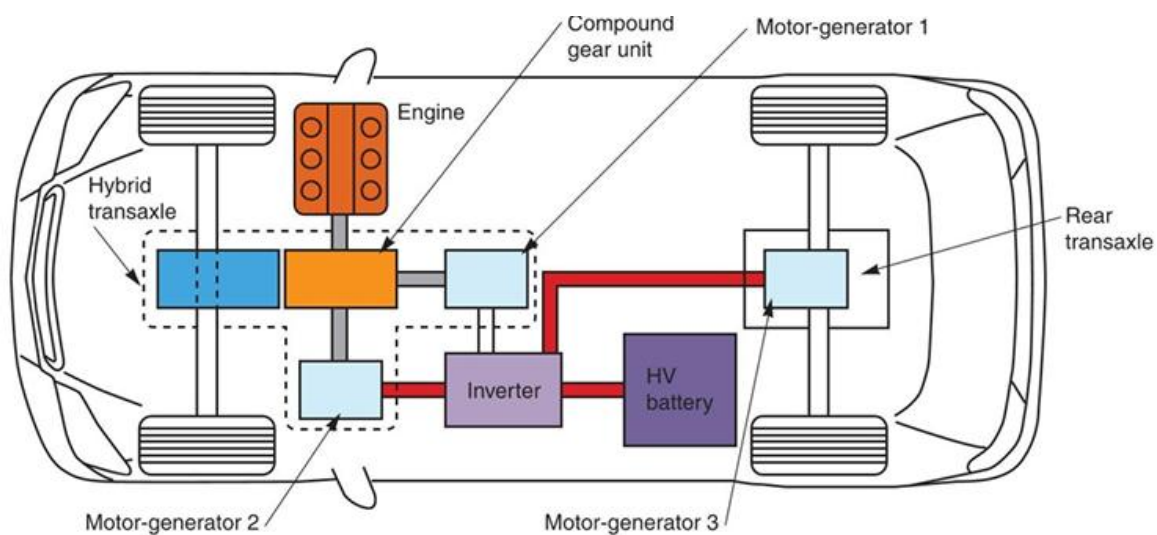 Compound
gear unit
Motor-generator 1
Engine
Hybrid
transaxle
Rear
transaxle
Inverter
HV
battery
Motor-generator 2
Motor-generator 3